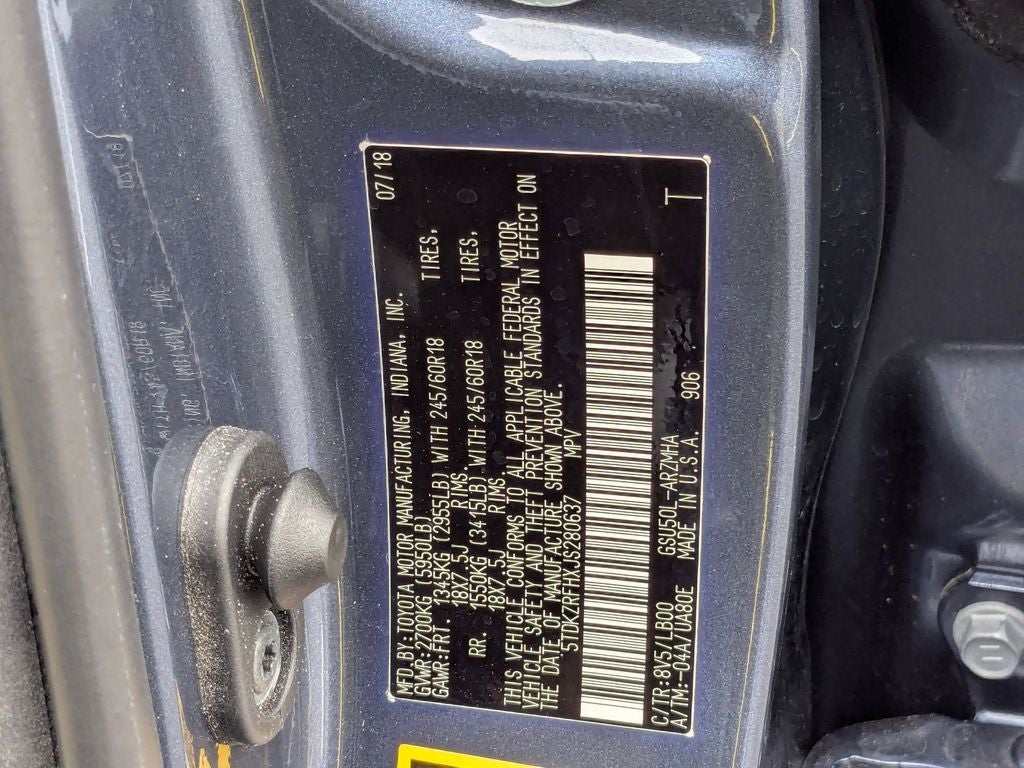 MFD.BY:TOYOTA MOTOR MANUFACTURING, INDIANA, INC. 07/18
GVWR:2700KG(5950LB)
GAWR:FRT. 1345KG (2955LB) WITH 245/60R18 TIRES,
18X7.5J RIMS
RR. 1550KG (3415LB) WITH 245/60R18 TIRES,
18X7.5J RIMS
THIS VEHICLE CONFORMS TO ALL APPLICABLE FEDERAL MOTOR
VEHICLE SAFETY AND THEFT PREVENTION STANDARDS IN EFFECT ON
THE DATE OF MANUFACTURE SHOWN ABOVE.
5TDKZRFHXJS280637 MPV
C/TR:8V5/LB00 GSU50L-ARZMHA T
A/TM:-04A/UA80E MADE IN U.S.A. 906